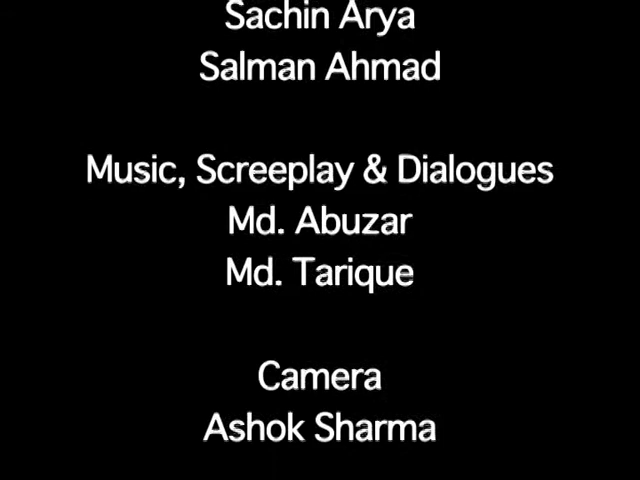 Sachin Arya
Salman Ahmad
Music, Screeplay & Dialogues
Md. Abuzar
Md. Tarique
Camera
Ashok Sharma